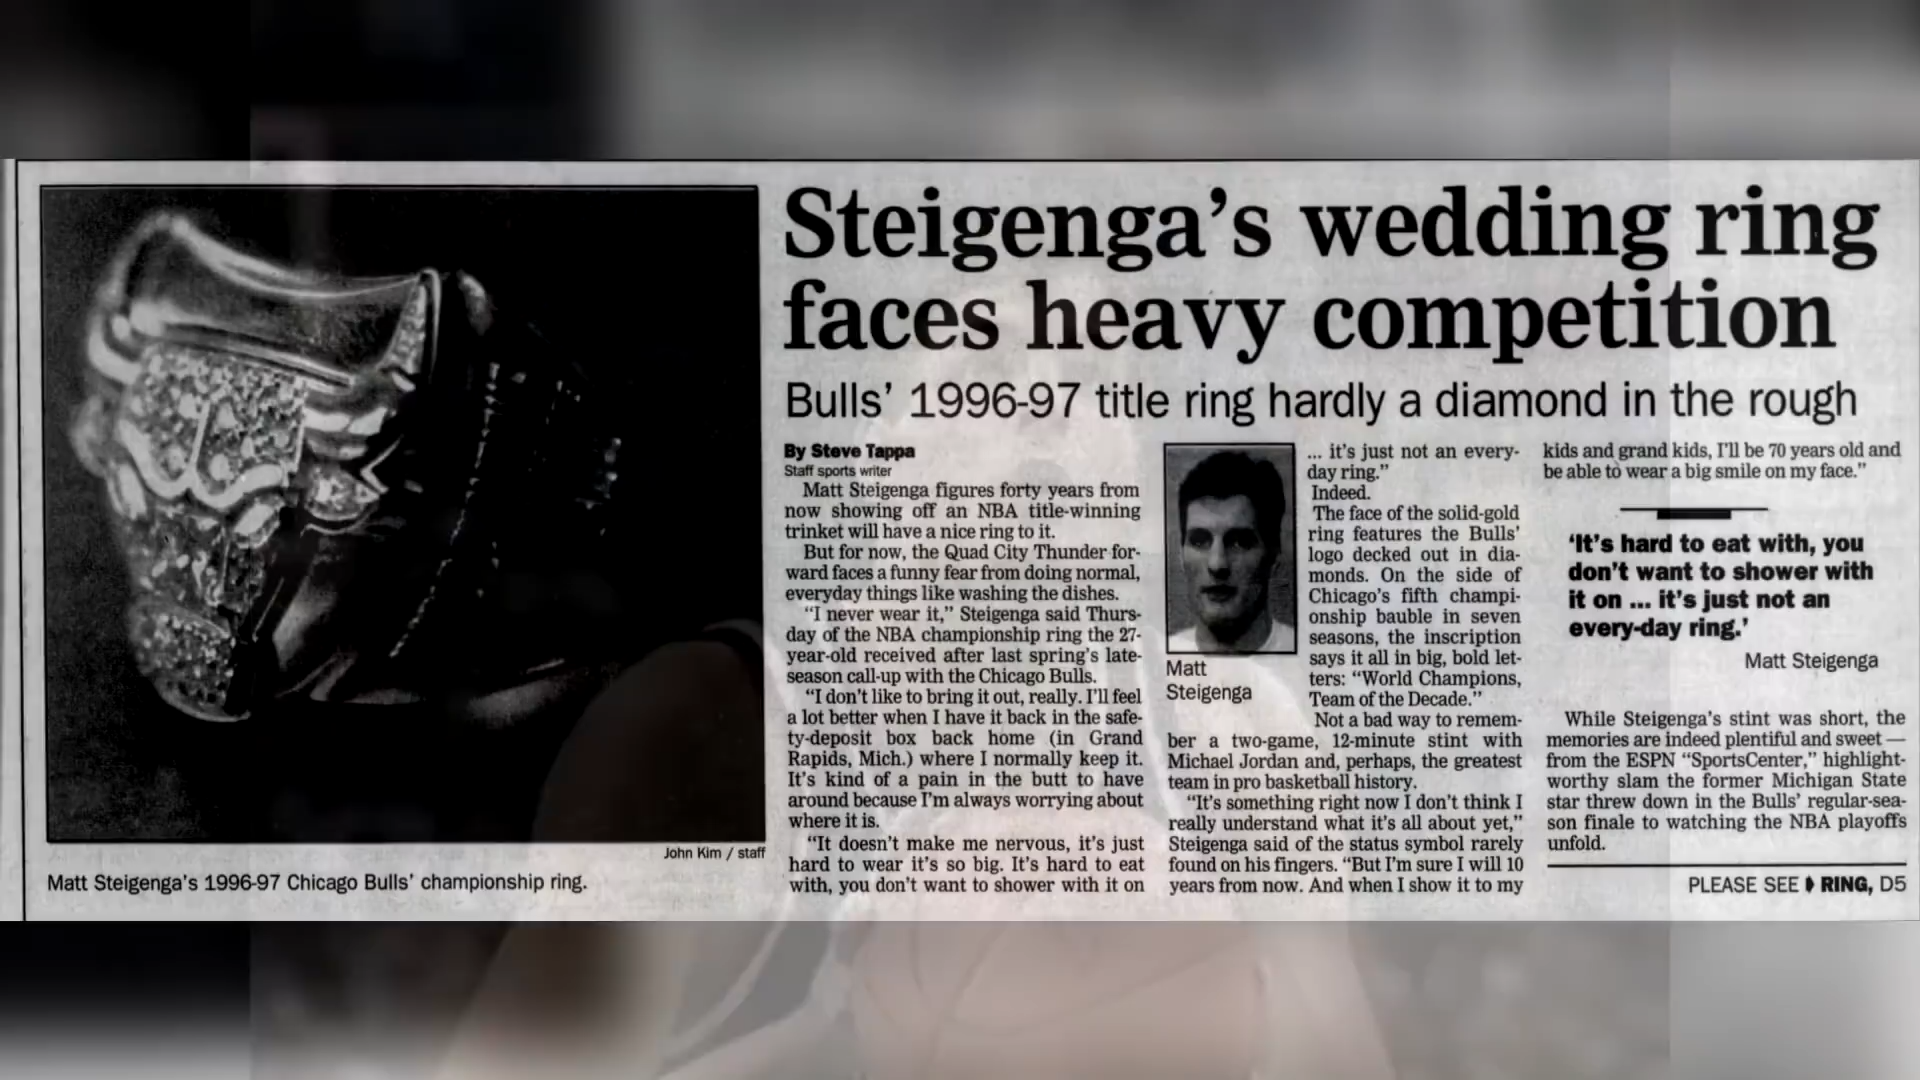 Steigenga's wedding ring
faces heavy competition
Bulls' 1996-97 title ring hardly a diamond in the rough
By Steve Tappa
Staff sports writer
Matt Steigenga figures forty years from
now showing off an NBA title-winning
trinket will have a nice ring to it.
But for now, the Quad City Thunder for-
ward faces a funny fear from doing normal,
everyday things like washing the dishes.
“I never wear it,” Steigenga said Thurs-
day of the NBA championship ring the 27-
year-old received after last spring's late-
season call-up with the Chicago Bulls.
“I don't like to bring it out, really. I'll feel
a lot better when I have it back in the safe-
ty-deposit box back home (in Grand
Rapids, Mich.) where I normally keep it.
It's kind of a pain in the butt to have
around because I'm always worrying about
where it is.
“It doesn't make me nervous, it's just
hard to wear it's so big. It's hard to eat
with, you don't want to shower with it on
Matt
Steigenga
... it's just not an every-
day ring.”
Indeed.
The face of the solid-gold
ring features the Bulls'
logo decked out in dia-
monds. On the side of
Chicago's fifth champi-
onship bauble in seven
seasons, the inscription
says it all in big, bold let-
ters: “World Champions,
Team of the Decade.”
Not a bad way to remem-
ber a two-game, 12-minute stint with
Michael Jordan and, perhaps, the greatest
team in pro basketball history.
“It's something right now I don't think I
really understand what it's all about yet,”
Steigenga said of the status symbol rarely
found on his fingers. “But I'm sure I will 10
years from now. And when I show it to my
kids and grand kids, I'll be 70 years old and
be able to wear a big smile on my face.”
‘It's hard to eat with, you
don't want to shower with
it on ... it's just not an
every-day ring.’
Matt Steigenga
While Steigenga's stint was short, the
memories are indeed plentiful and sweet —
from the ESPN “SportsCenter,” highlight-
worthy slam the former Michigan State
star threw down in the Bulls' regular-sea-
son finale to watching the NBA playoffs
unfold.
PLEASE SEE RING, D5
John Kim / staff
Matt Steigenga's 1996-97 Chicago Bulls' championship ring.